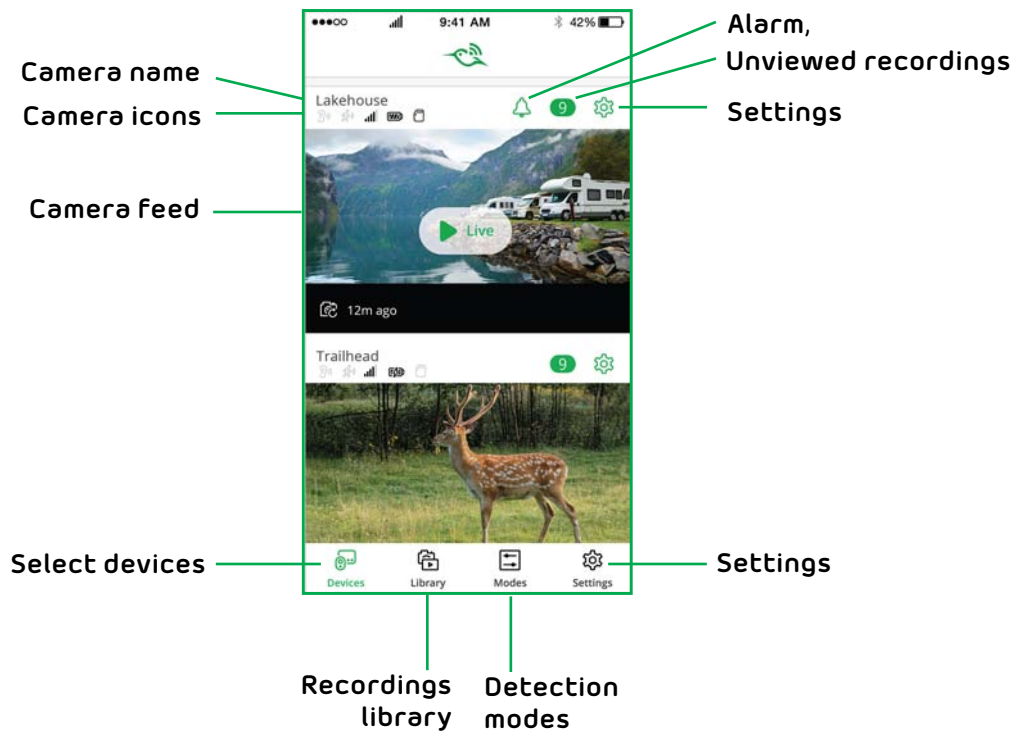 9:41 AM
42%
Alarm,
Unviewed recordings
Camera name
Lakehouse
9
Camera icons
Settings
Camera feed
Live
12m ago
Trailhead
9
Select devices
Settings
Devices
Library
Modes
Settings
Recordings
library
Detection
modes